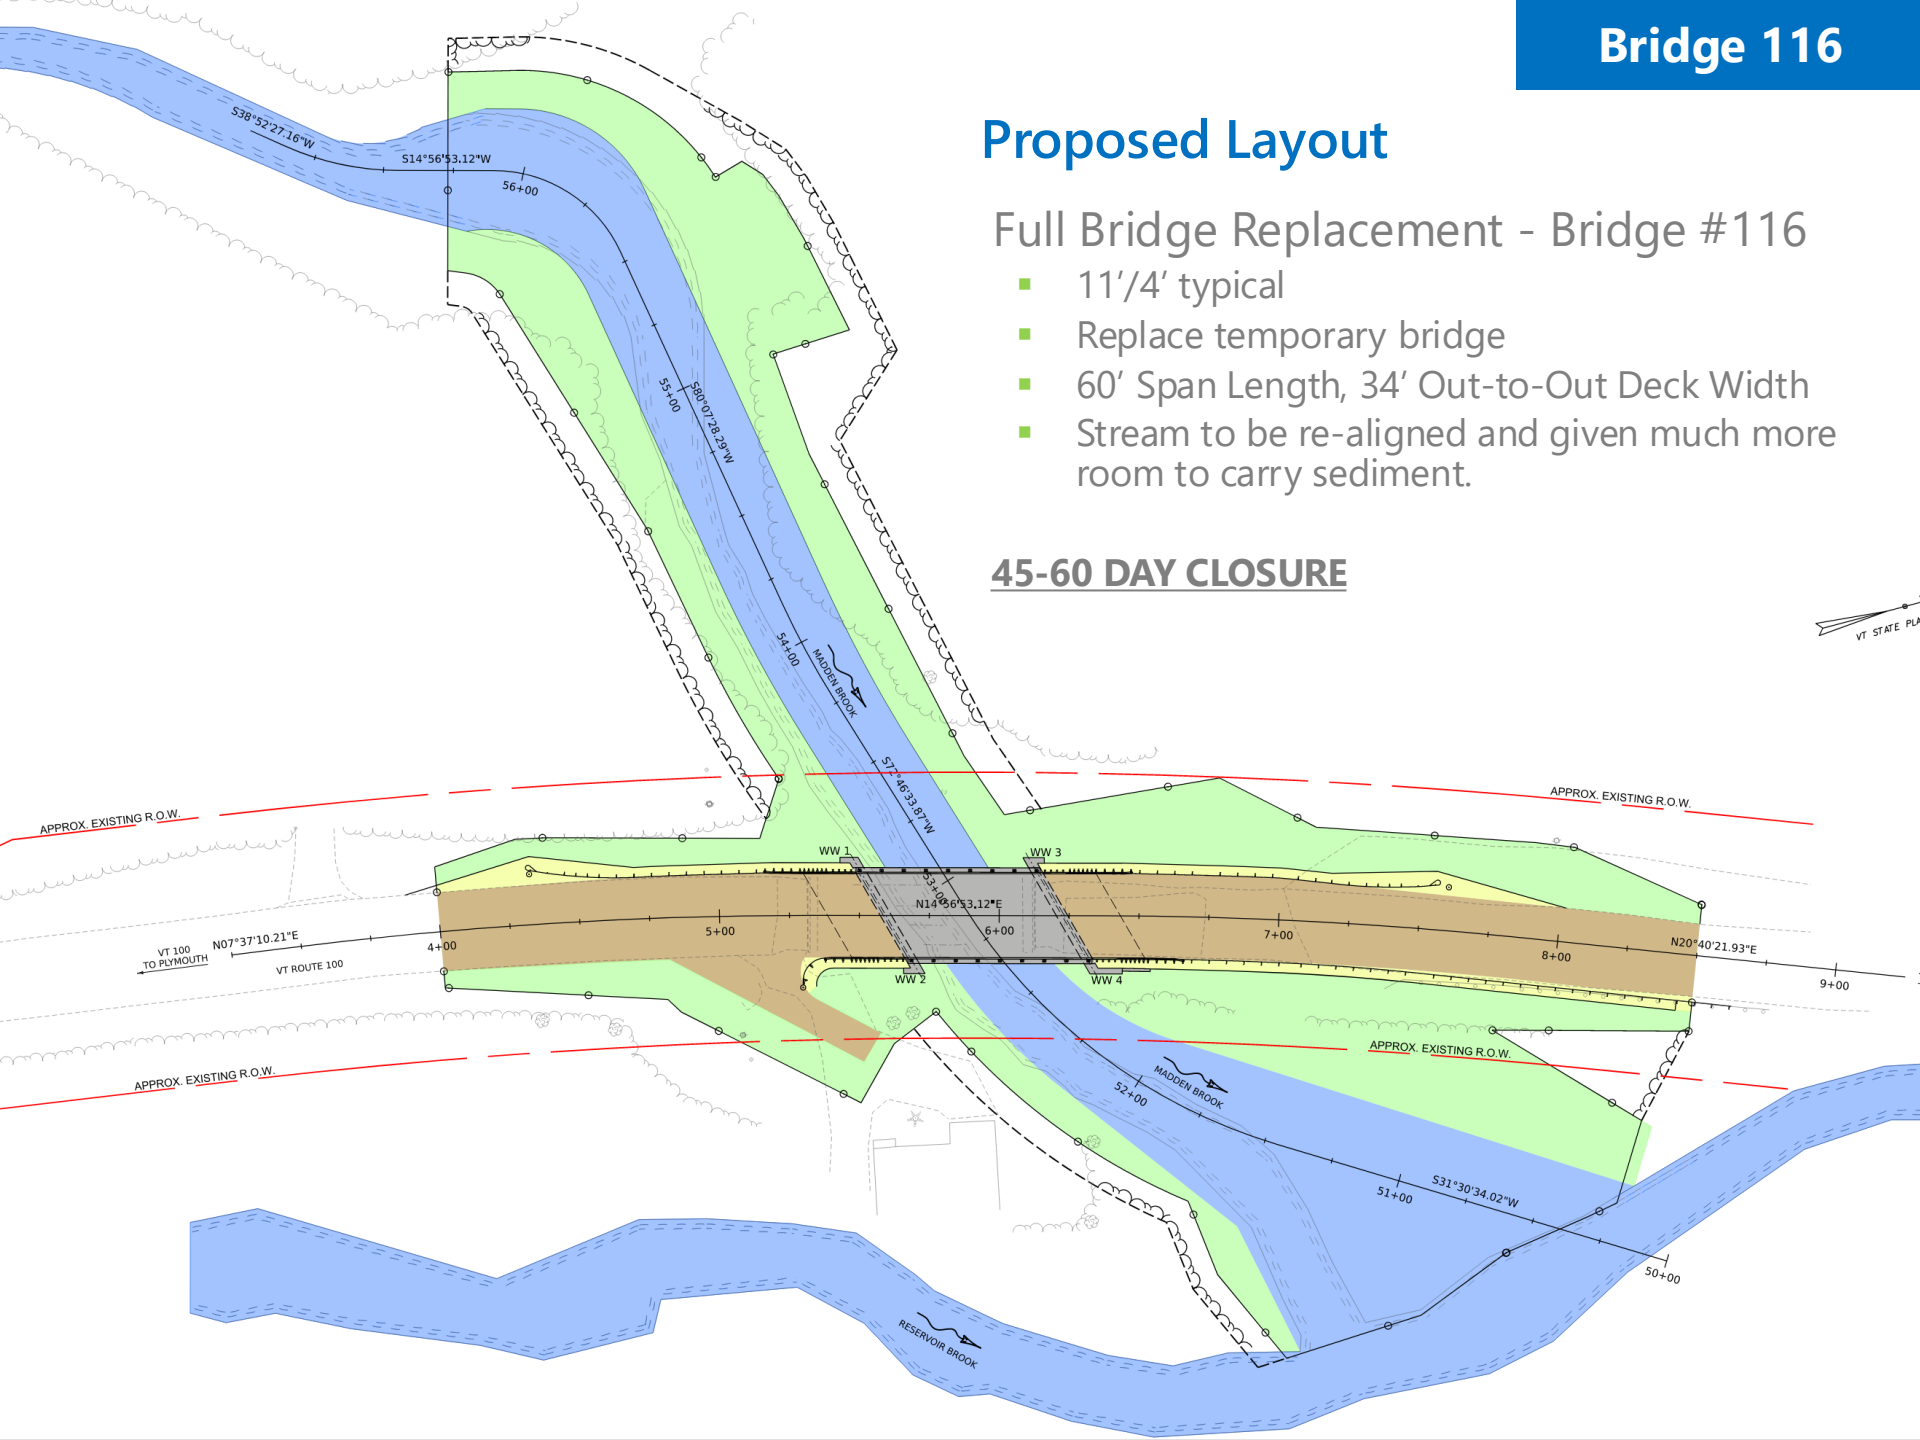 Bridge 116
Proposed Layout
Full Bridge Replacement - Bridge #116
11’/4’ typical
Replace temporary bridge
60’ Span Length, 34’ Out-to-Out Deck Width
Stream to be re-aligned and given much more
room to carry sediment.
45-60 DAY CLOSURE
S38°52'27.16"W
S14°56'53.12"W
56+00
55+00
S80°07'28.29"W
54+00
MADDEN BROOK
VT STATE PLA
S72°46'33.87"W
APPROX. EXISTING R.O.W.
APPROX. EXISTING R.O.W.
WW 1
WW 3
53+00
N14°56'53.12"E
4+00
5+00
6+00
7+00
8+00
9+00
N07°37'10.21"E
N20°40'21.93"E
VT 100
TO PLYMOUTH
VT ROUTE 100
WW 2
WW 4
APPROX. EXISTING R.O.W.
APPROX. EXISTING R.O.W.
MADDEN BROOK
52+00
51+00
S31°30'34.02"W
50+00
RESERVOIR BROOK